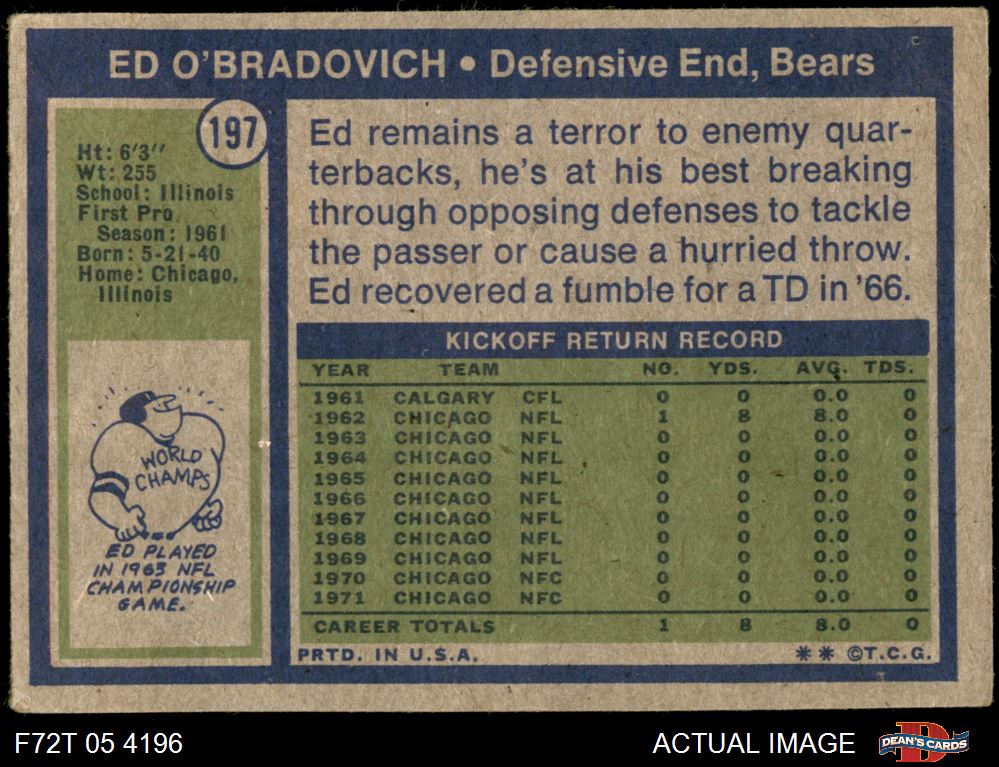 ED O'BRADOVICH • Defensive End, Bears
197
Ht: 6'3"
Wt: 255
School: Illinois
First Pro
Season: 1961
Born: 5-21-40
Home: Chicago,
Illinois
Ed remains a terror to enemy quar-
terbacks, he's at his best breaking
through opposing defenses to tackle
the passer or cause a hurried throw.
Ed recovered a fumble for a TD in '66.
WORLD
CHAMPS
ED PLAYED
IN 1963 NFL
CHAMPIONSHIP
GAME.
KICKOFF RETURN RECORD
YEAR TEAM NO. YDS. AVG. TDS.
1961 CALGARY CFL 0 0 0.0 0
1962 CHICAGO NFL 1 8 8.0 0
1963 CHICAGO NFL 0 0 0.0 0
1964 CHICAGO NFL 0 0 0.0 0
1965 CHICAGO NFL 0 0 0.0 0
1966 CHICAGO NFL 0 0 0.0 0
1967 CHICAGO NFL 0 0 0.0 0
1968 CHICAGO NFL 0 0 0.0 0
1969 CHICAGO NFL 0 0 0.0 0
1970 CHICAGO NFC 0 0 0.0 0
1971 CHICAGO NFC 0 0 0.0 0
CAREER TOTALS 1 8 8.0 0
PRTD. IN U.S.A. ** ©T.C.G.
F72T 05 4196 ACTUAL IMAGE DEAN'S CARDS